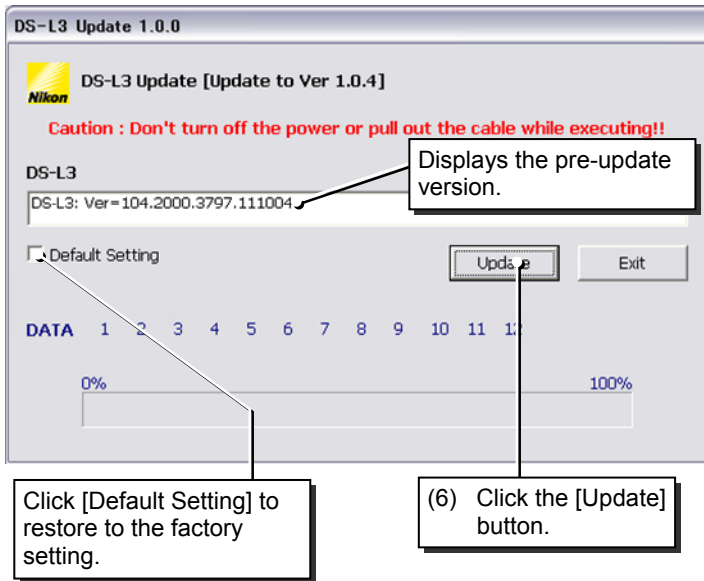 DS-L3 Update 1.0.0
Nikon
DS-L3 Update [Update to Ver 1.0.4]
Caution : Don't turn off the power or pull out the cable while executing!!
Displays the pre-update
version.
DS-L3
DS-L3: Ver=104.2000.3797.111004
Default Setting
Update
Exit
DATA 1 2 3 4 5 6 7 8 9 10 11 12
0% 100%
Click [Default Setting] to
restore to the factory
setting.
(6) Click the [Update]
button.